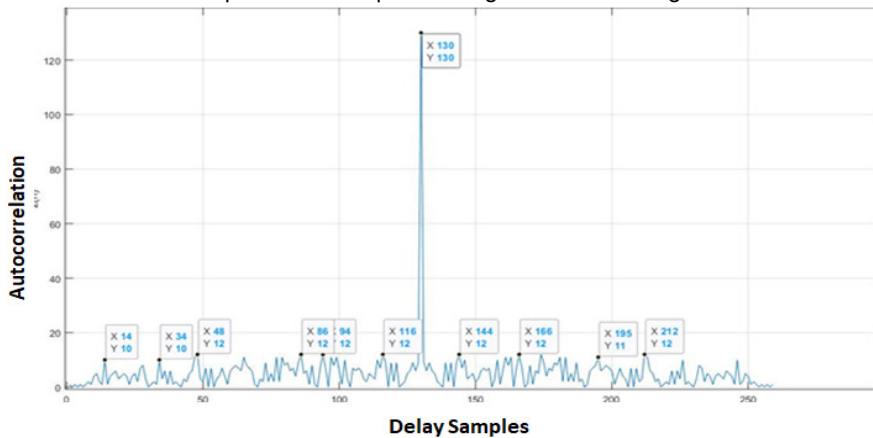 120
100
80
60
40
20
0
X 130
Y 130
X 14
Y 10
X 34
Y 10
X 48
Y 12
X 86
Y 12
X 94
Y 12
X 116
Y 12
X 144
Y 12
X 166
Y 12
X 195
Y 11
X 212
Y 12
0 50 100 150 200 250
Autocorrelation
Delay Samples